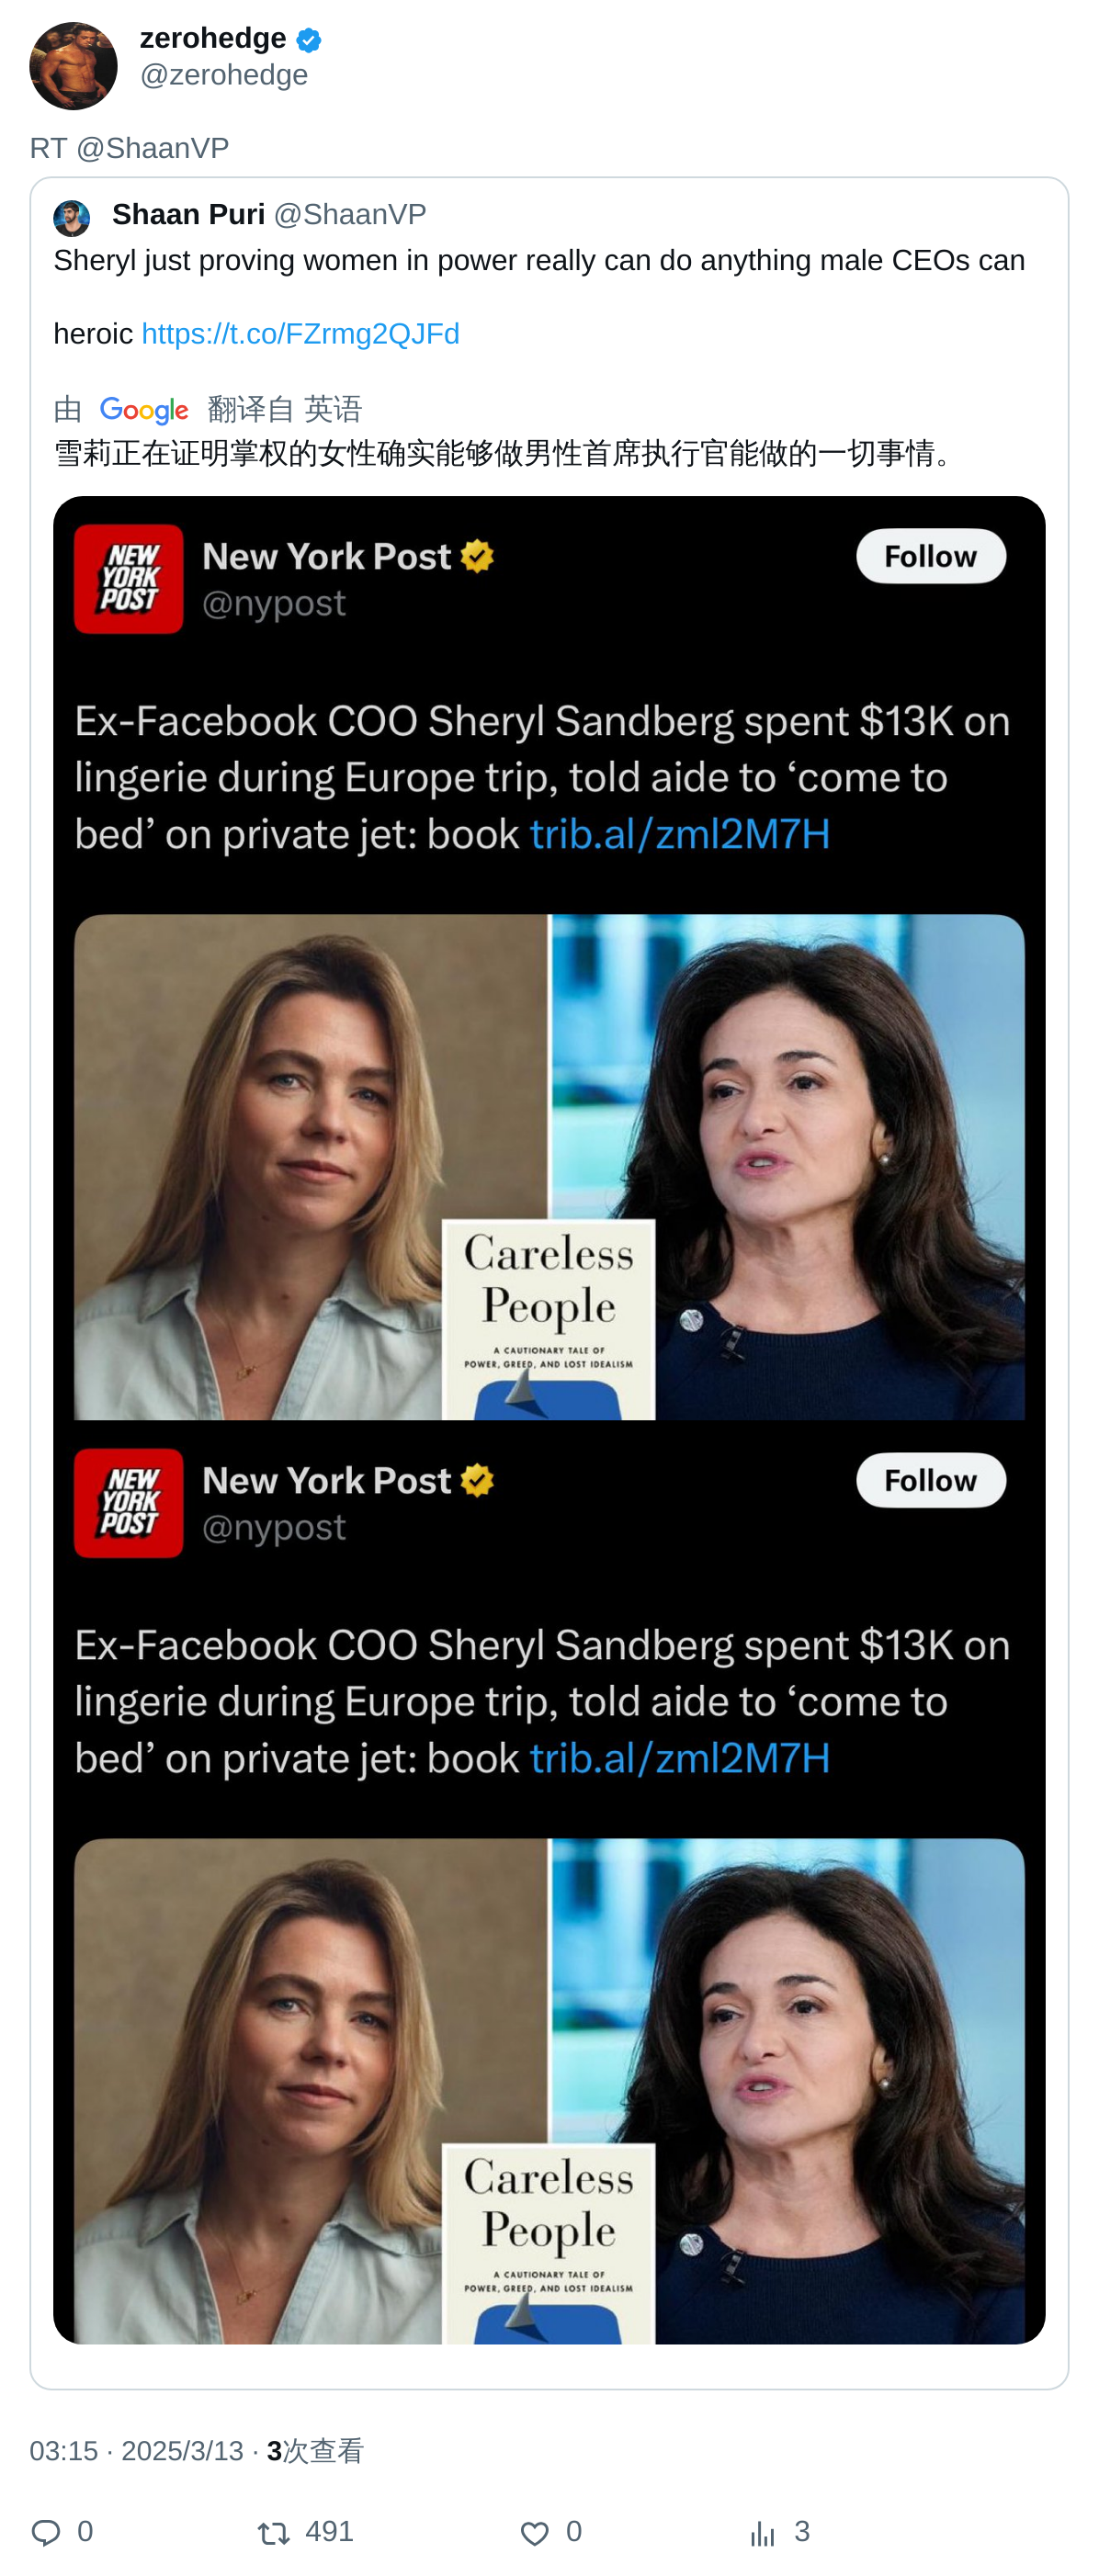 zerohedge
@zerohedge
RT @ShaanVP
Shaan Puri @ShaanVP
Sheryl just proving women in power really can do anything male CEOs can
heroic https://t.co/FZrmg2QJFd
由 Google 翻译自 英语
雪莉正在证明掌权的女性确实能够做男性首席执行官能做的一切事情。
NEW
YORK
POST
New York Post
@nypost
Follow
Ex-Facebook COO Sheryl Sandberg spent $13K on
lingerie during Europe trip, told aide to ‘come to
bed’ on private jet: book trib.al/zml2M7H
Careless
People
A CAUTIONARY TALE OF
POWER, GREED, AND LOST IDEALISM
NEW
YORK
POST
New York Post
@nypost
Follow
Ex-Facebook COO Sheryl Sandberg spent $13K on
lingerie during Europe trip, told aide to ‘come to
bed’ on private jet: book trib.al/zml2M7H
Careless
People
A CAUTIONARY TALE OF
POWER, GREED, AND LOST IDEALISM
03:15 · 2025/3/13 · 3次查看
0 491 0 3